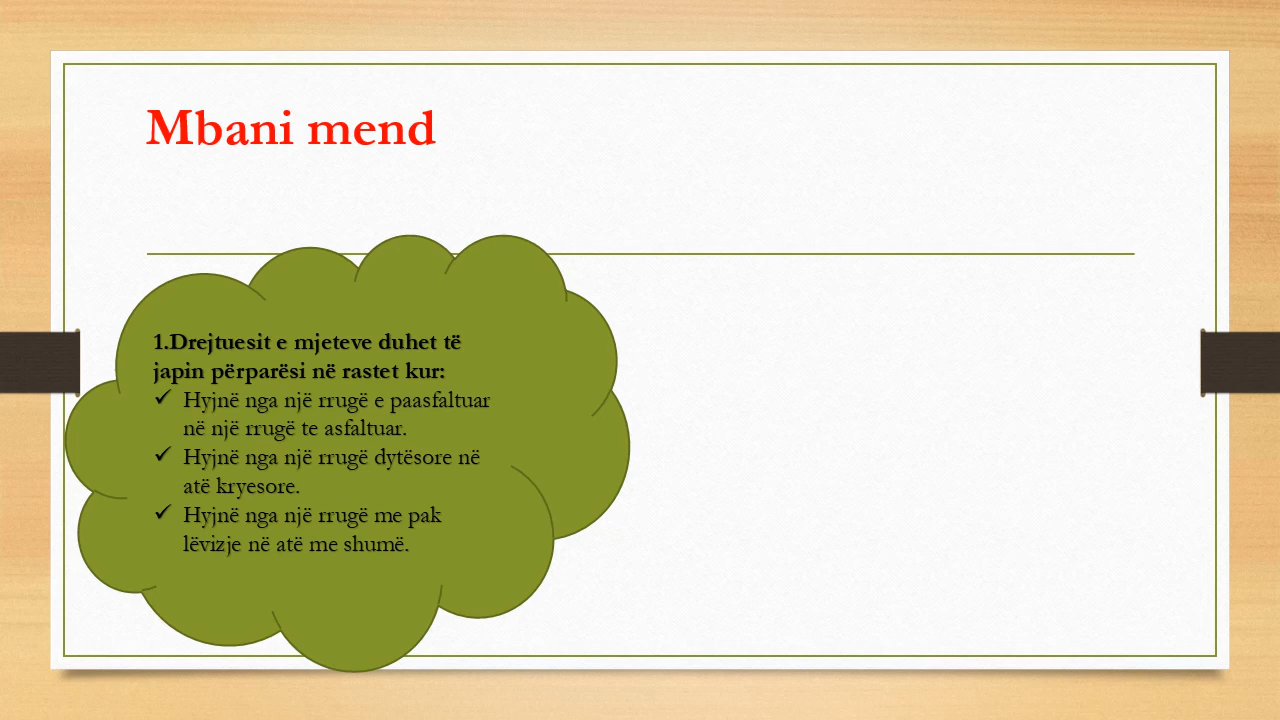 Mbani mend
1.Drejtuesit e mjeteve duhet të
japin përparësi në rastet kur:
✓ Hyjnë nga një rrugë e paasfaltuar
në një rrugë te asfaltuar.
✓ Hyjnë nga një rrugë dytësore në
atë kryesore.
✓ Hyjnë nga një rrugë me pak
lëvizje në atë me shumë.